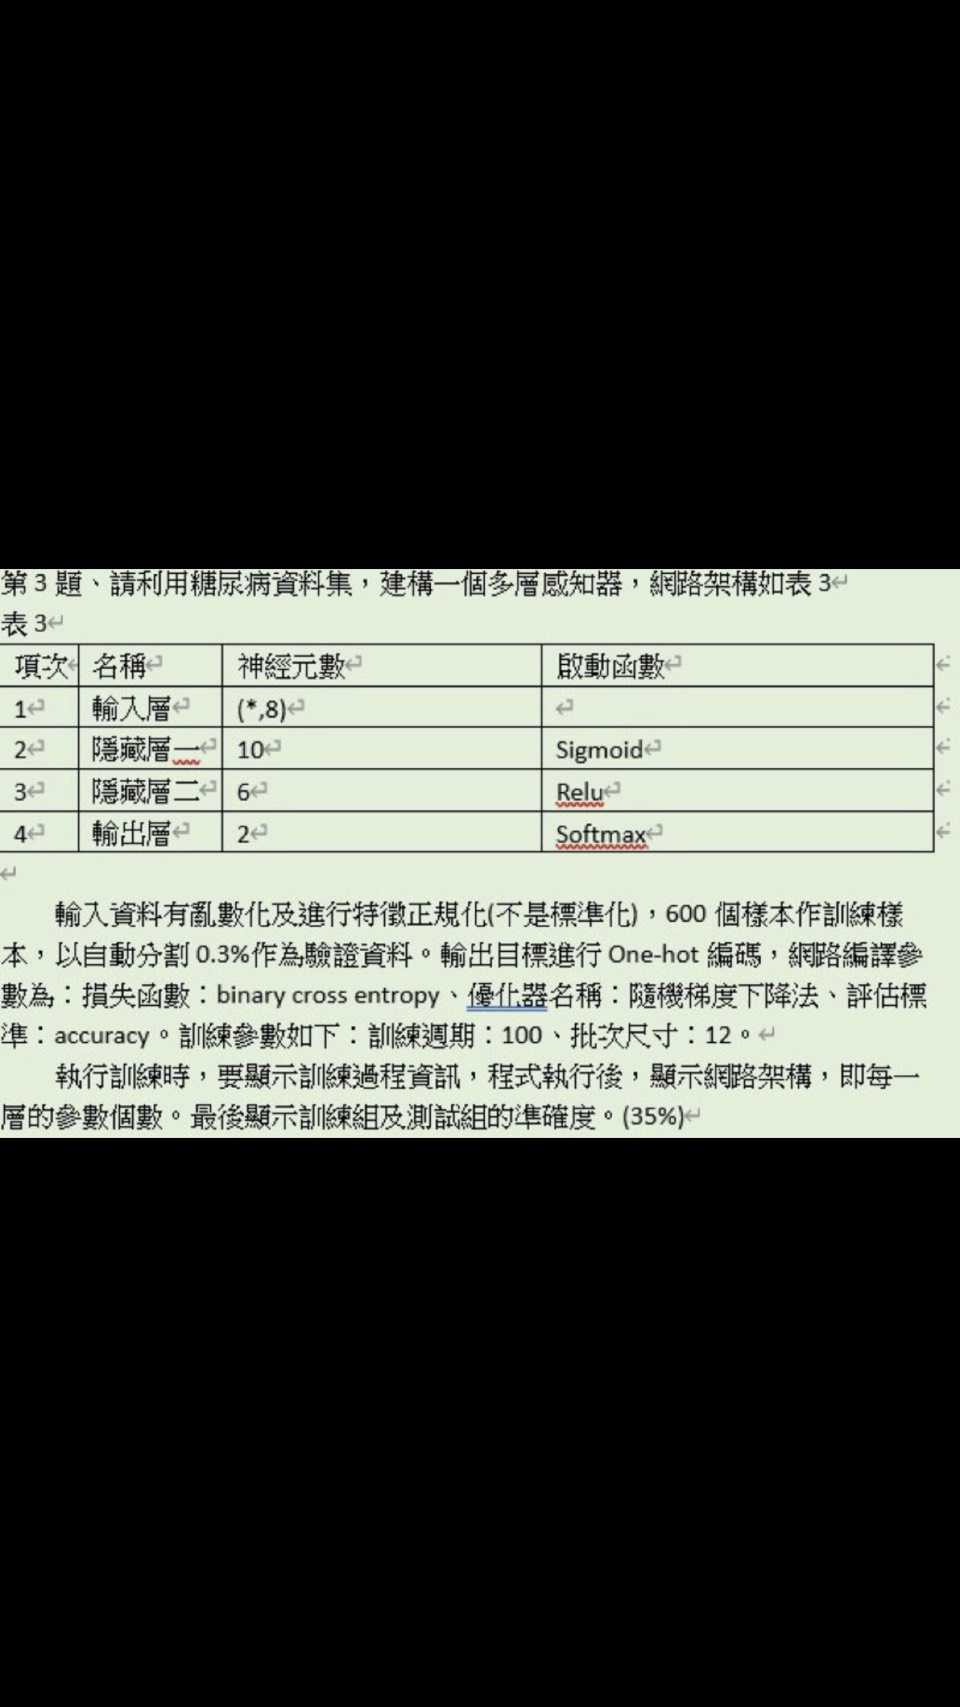 第 3 題、請利用糖尿病資料集，建構一個多層感知器，網路架構如表 3
表 3
項次 名稱 神經元數 啟動函數
1 輸入層 (*,8)
2 隱藏層一 10 Sigmoid
3 隱藏層二 6 Relu
4 輸出層 2 Softmax
輸入資料有亂數化及進行特徵正規化(不是標準化)，600 個樣本作訓練樣
本，以自動分割 0.3%作為驗證資料。輸出目標進行 One-hot 編碼，網路編譯參
數為：損失函數：binary cross entropy、優化器名稱：隨機梯度下降法、評估標
準：accuracy。訓練參數如下：訓練週期：100、批次尺寸：12。
執行訓練時，要顯示訓練過程資訊，程式執行後，顯示網路架構，即每一
層的參數個數。最後顯示訓練組及測試組的準確度。(35%)